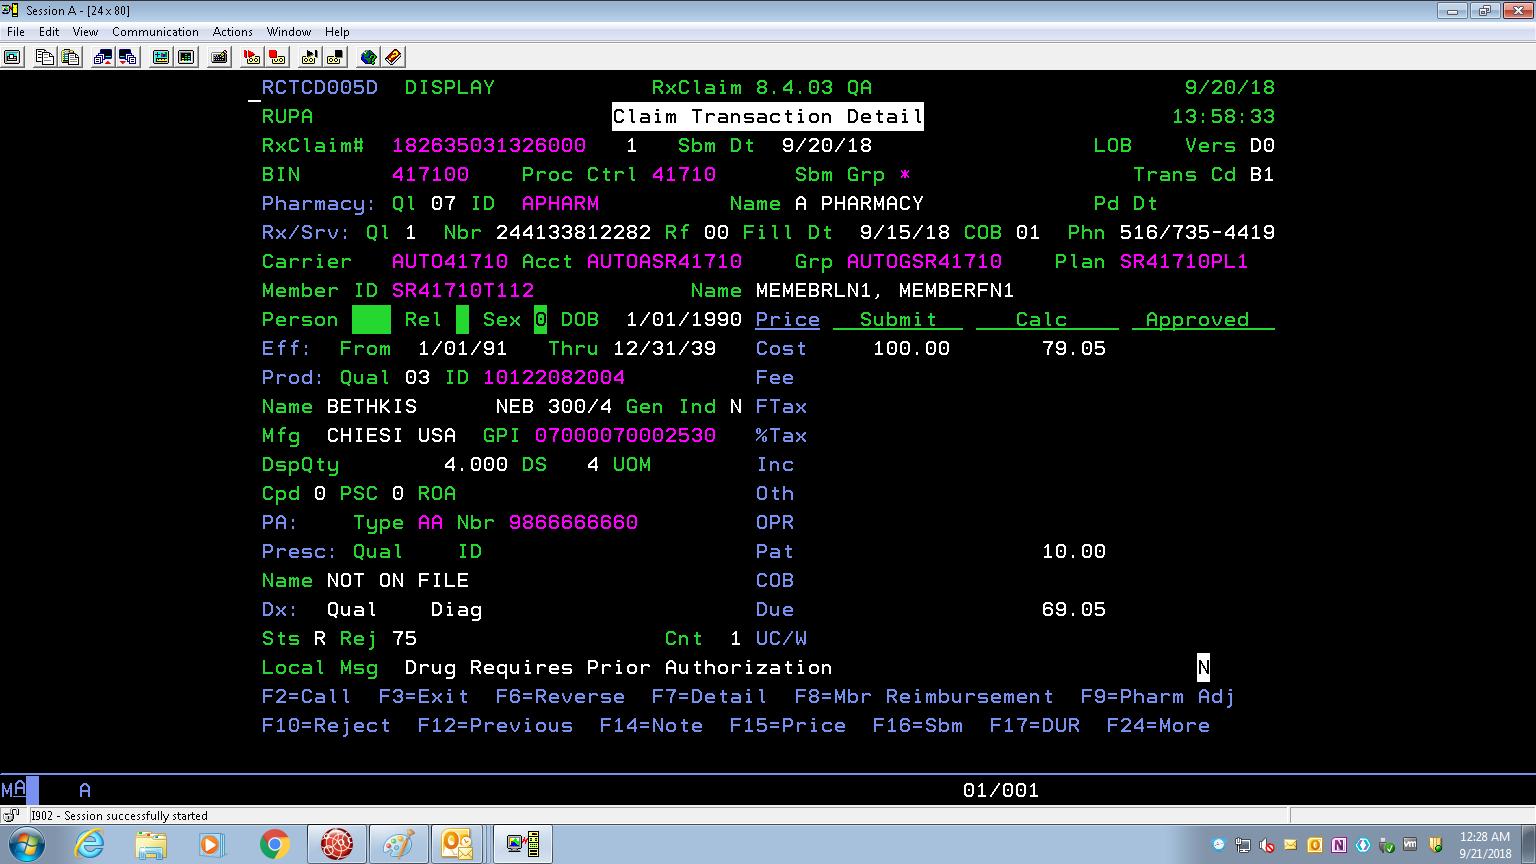 Session A - [24 x 80]
File Edit View Communication Actions Window Help
RCTCD005D DISPLAY RxClaim 8.4.03 QA 9/20/18
RUPA Claim Transaction Detail 13:58:33
RxClaim# 182635031326000 1 Sbm Dt 9/20/18 LOB Vers D0
BIN 417100 Proc Ctrl 41710 Sbm Grp * Trans Cd B1
Pharmacy: Ql 07 ID APHARM Name A PHARMACY Pd Dt
Rx/Srv: Ql 1 Nbr 244133812282 Rf 00 Fill Dt 9/15/18 COB 01 Phn 516/735-4419
Carrier AUTO41710 Acct AUTOASR41710 Grp AUTOGSR41710 Plan SR41710PL1
Member ID SR41710T112 Name MEMEBRLN1, MEMBERFN1
Person Rel Sex 0 DOB 1/01/1990 Price Submit Calc Approved
Eff: From 1/01/91 Thru 12/31/39 Cost 100.00 79.05
Prod: Qual 03 ID 10122082004 Fee
Name BETHKIS NEB 300/4 Gen Ind N FTax
Mfg CHIESI USA GPI 07000070002530 %Tax
DspQty 4.000 DS 4 UOM Inc
Cpd 0 PSC 0 ROA Oth
PA: Type AA Nbr 9866666660 OPR
Presc: Qual ID Pat 10.00
Name NOT ON FILE COB
Dx: Qual Diag Due 69.05
Sts R Rej 75 Cnt 1 UC/W
Local Msg Drug Requires Prior Authorization N
F2=Call F3=Exit F6=Reverse F7=Detail F8=Mbr Reimbursement F9=Pharm Adj
F10=Reject F12=Previous F14=Note F15=Price F16=Sbm F17=DUR F24=More
MA A 01/001
I902 - Session successfully started
12:28 AM
9/21/2018